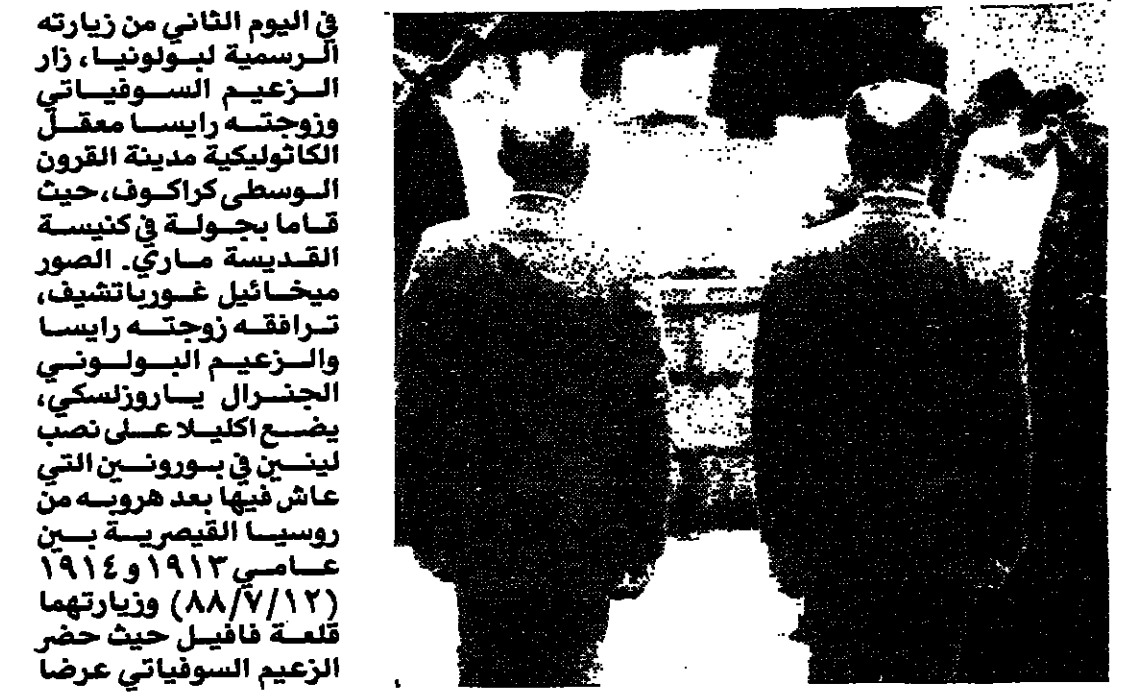 في اليوم الثاني من زيارته
الرسمية لبولونيا، زار
الزعيم السوفياتي
وزوجته رايسا معقل
الكاثوليكية مدينة القرون
الوسطى كراكوف، حيث
قاما بجولة في كنيسة
القديسة ماري. الصور
ميخائيل غورباتشيف،
ترافقه زوجته رايسا
والزعيم البولوني
الجنرال ياروزلسكي،
يضع اكليلا على نصب
لينين في بورونين التي
عاش فيها بعد هروبه من
روسيا القيصرية بين
عامي ١٩١٣ و ١٩١٤
(٨٨/٧/١٢) وزيارتهما
قلعة فافيل حيث حضر
الزعيم السوفياتي عرضا